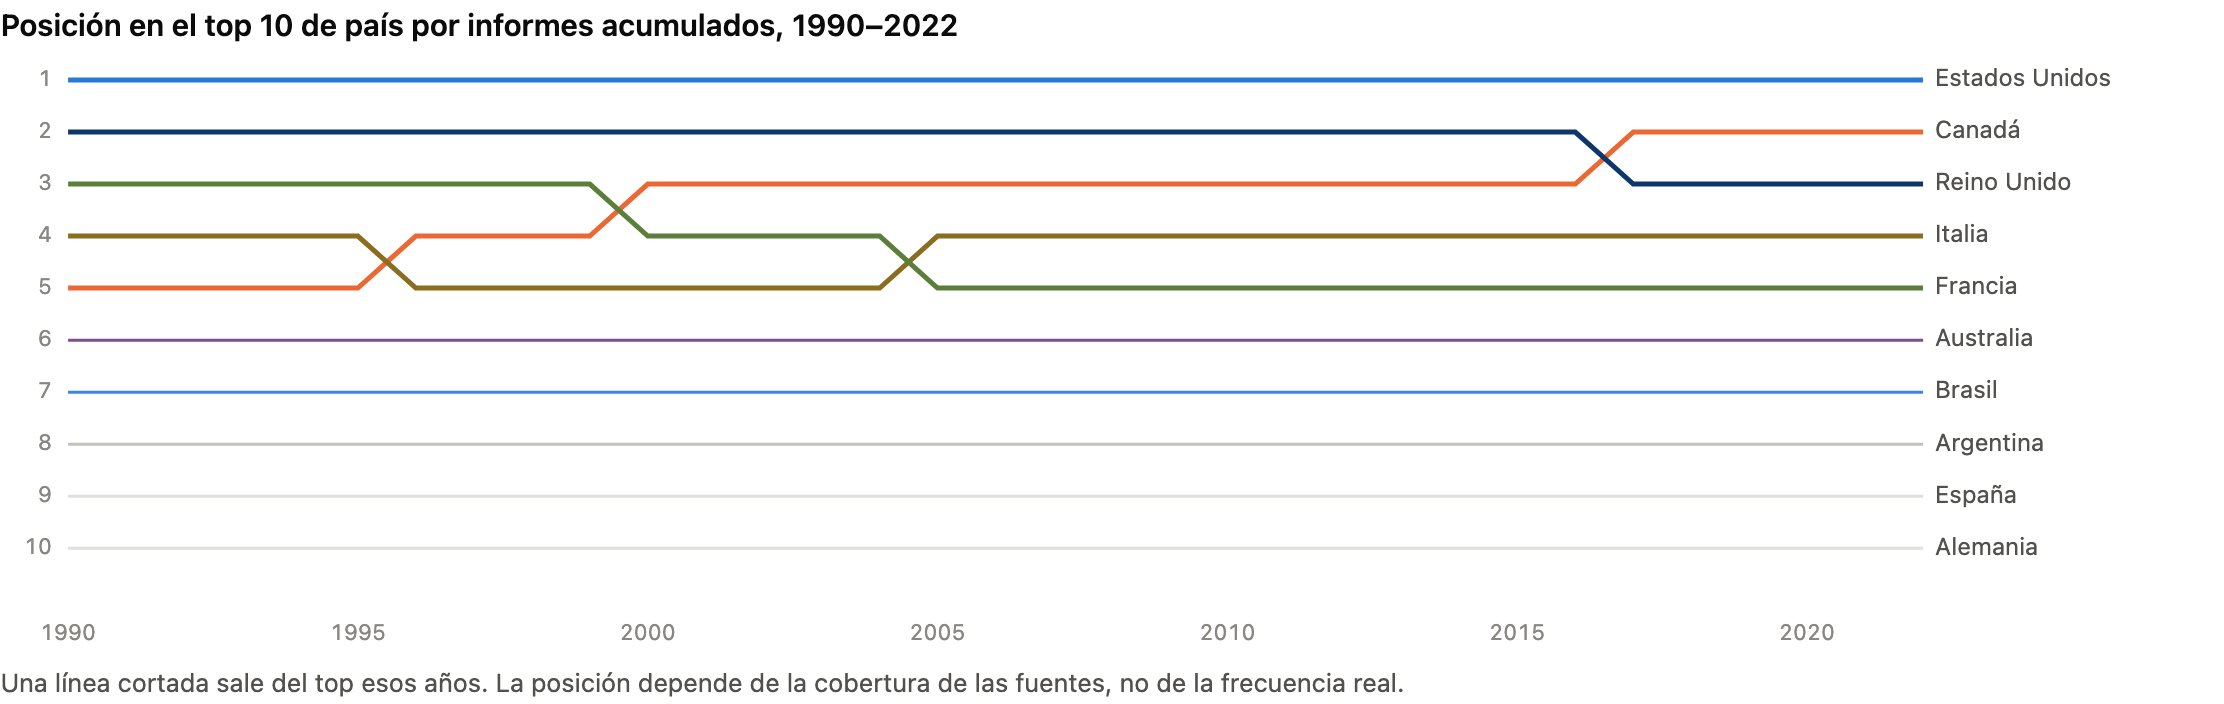 Posición en el top 10 de país por informes acumulados, 1990–2022
1 Estados Unidos
2 Canadá
3 Reino Unido
4 Italia
5 Francia
6 Australia
7 Brasil
8 Argentina
9 España
10 Alemania
1990 1995 2000 2005 2010 2015 2020
Una línea cortada sale del top esos años. La posición depende de la cobertura de las fuentes, no de la frecuencia real.